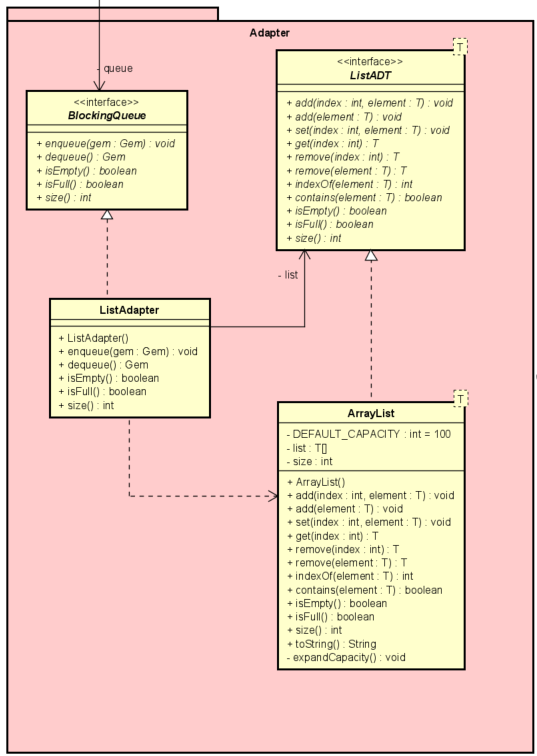 Adapter
- queue
<<interface>>
BlockingQueue
+ enqueue(gem : Gem) : void
+ dequeue() : Gem
+ isEmpty() : boolean
+ isFull() : boolean
+ size() : int
T
<<interface>>
ListADT
+ add(index : int, element : T) : void
+ add(element : T) : void
+ set(index : int, element : T) : void
+ get(index : int) : T
+ remove(index : int) : T
+ remove(element : T) : T
+ indexOf(element : T) : int
+ contains(element : T) : boolean
+ isEmpty() : boolean
+ isFull() : boolean
+ size() : int
- list
ListAdapter
+ ListAdapter()
+ enqueue(gem : Gem) : void
+ dequeue() : Gem
+ isEmpty() : boolean
+ isFull() : boolean
+ size() : int
T
ArrayList
- DEFAULT_CAPACITY : int = 100
- list : T[]
- size : int
+ ArrayList()
+ add(index : int, element : T) : void
+ add(element : T) : void
+ set(index : int, element : T) : void
+ get(index : int) : T
+ remove(index : int) : T
+ remove(element : T) : T
+ indexOf(element : T) : int
+ contains(element : T) : boolean
+ isEmpty() : boolean
+ isFull() : boolean
+ size() : int
+ toString() : String
- expandCapacity() : void